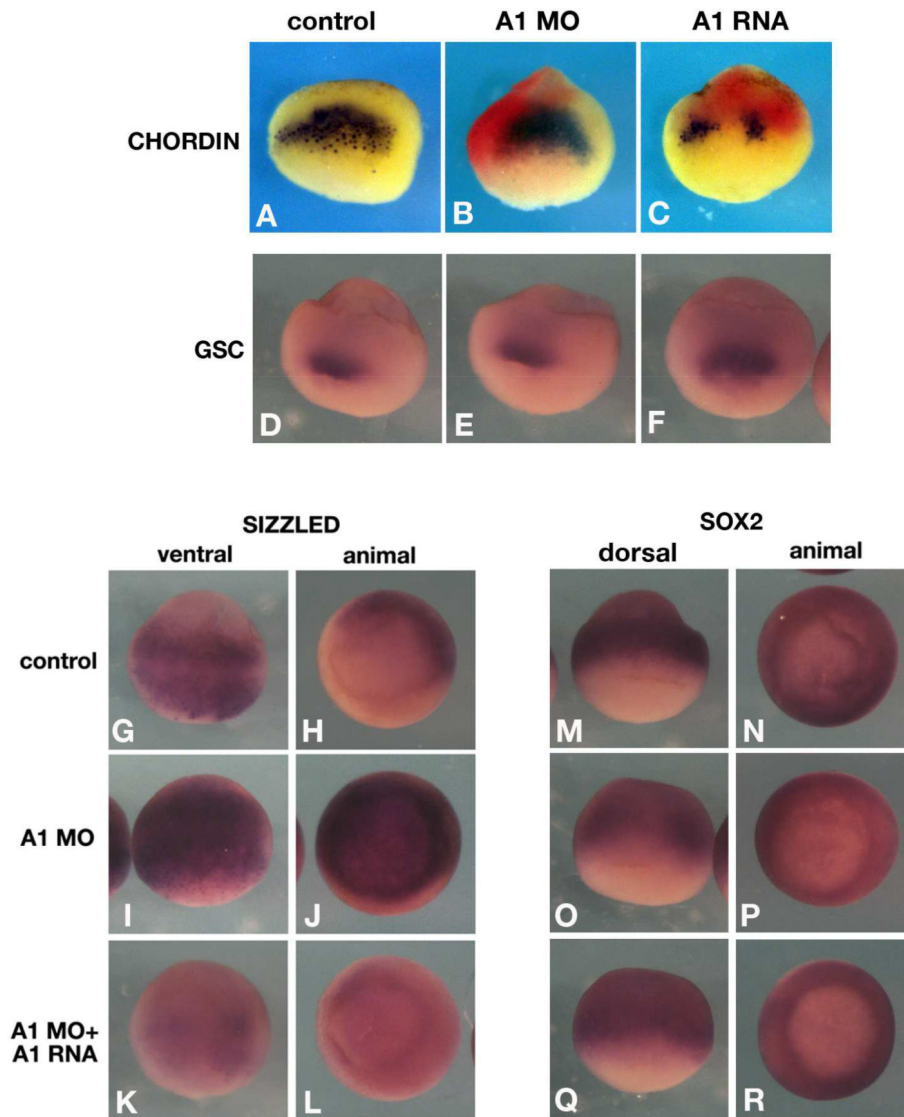 control A1 MO A1 RNA
CHORDIN
A B C
GSC
D E F
SIZZLED SOX2
ventral animal dorsal animal
control
G H M N
A1 MO
I J O P
A1 MO+
A1 RNA
K L Q R